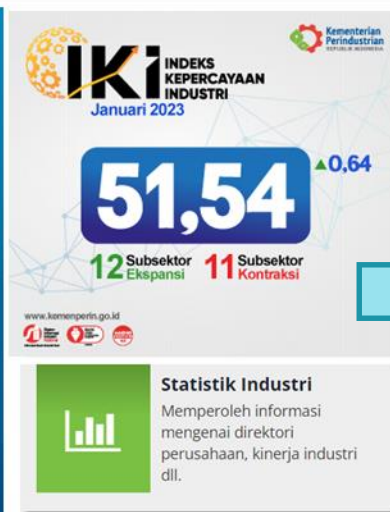 Kementerian
Perindustrian
REPUBLIK INDONESIA
IKI INDEKS
KEPERCAYAAN
INDUSTRI
Januari 2023
51,54
▲0,64
12 Subsektor
Ekspansi
11 Subsektor
Kontraksi
www.kemenperin.go.id
Statistik Industri
Memperoleh informasi
mengenai direktori
perusahaan, kinerja industri
dll.